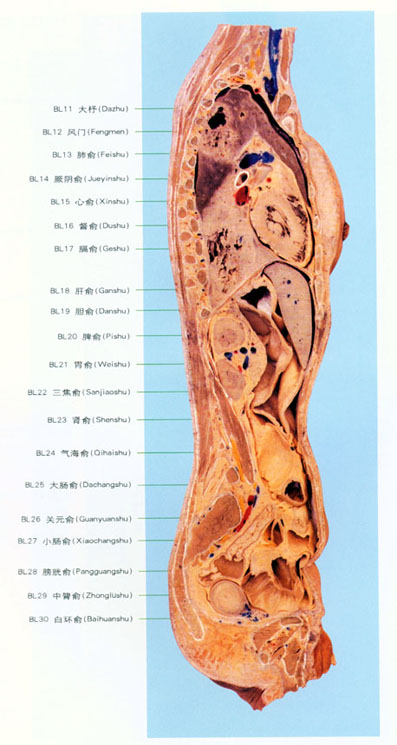 BL11 大杼(Dazhu)
BL12 风门(Fengmen)
BL13 肺俞(Feishu)
BL14 厥阴俞(Jueyinshu)
BL15 心俞(Xinshu)
BL16 督俞(Dushu)
BL17 膈俞(Geshu)
BL18 肝俞(Ganshu)
BL19 胆俞(Danshu)
BL20 脾俞(Pishu)
BL21 胃俞(Weishu)
BL22 三焦俞(Sanjiaoshu)
BL23 肾俞(Shenshu)
BL24 气海俞(Qihaishu)
BL25 大肠俞(Dachangshu)
BL26 关元俞(Guanyuanshu)
BL27 小肠俞(Xiaochangshu)
BL28 膀胱俞(Pangguangshu)
BL29 中膂俞(Zhonglüshu)
BL30 白环俞(Baihuanshu)